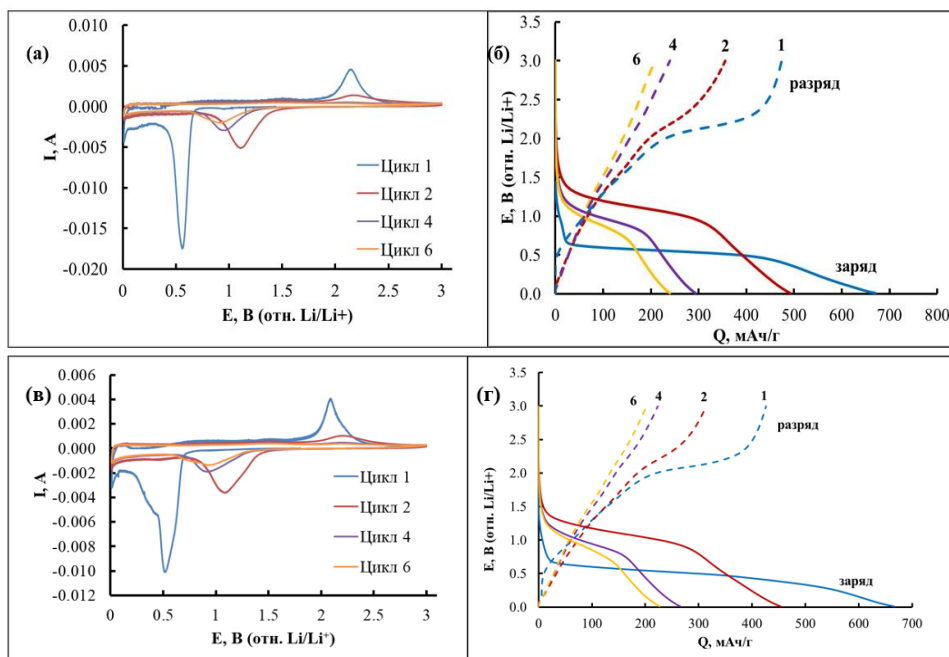 (а)
0.010
0.005
0.000
-0.005
-0.010
-0.015
-0.020
I, А
0 0.5 1 1.5 2 2.5 3
E, В (отн. Li/Li+)
Цикл 1
Цикл 2
Цикл 4
Цикл 6
(б)
3.5
3.0
2.5
2.0
1.5
1.0
0.5
0.0
E, В (отн. Li/Li+)
6 4 2 1
разряд
заряд
0 100 200 300 400 500 600 700 800
Q, мАч/г
(в)
0.006
0.004
0.002
0.000
-0.002
-0.004
-0.006
-0.008
-0.010
-0.012
I, А
0 0.5 1 1.5 2 2.5 3
E, В (отн. Li/Li⁺)
Цикл 1
Цикл 2
Цикл 4
Цикл 6
(г)
3.5
3.0
2.5
2.0
1.5
1.0
0.5
0.0
E, В (отн. Li/Li+)
6 4 2 1
разряд
заряд
0 100 200 300 400 500 600 700
Q, мАч/г